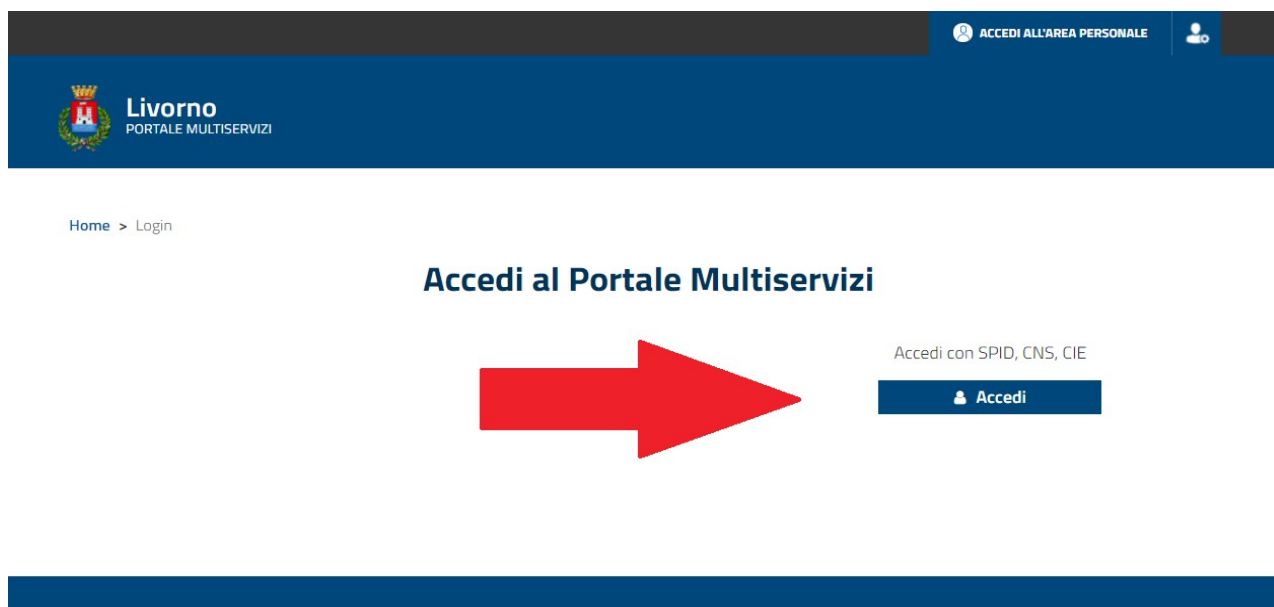 ACCEDI ALL'AREA PERSONALE
Livorno
PORTALE MULTISERVIZI
Home > Login
Accedi al Portale Multiservizi
Accedi con SPID, CNS, CIE
Accedi